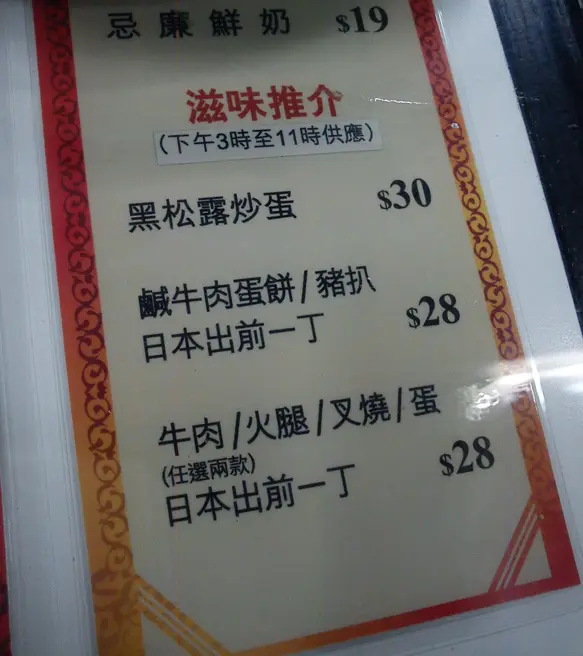 忌廉鮮奶 $19
滋味推介
(下午3時至11時供應)
黑松露炒蛋 $30
鹹牛肉蛋餅/豬扒
日本出前一丁 $28
牛肉/火腿/叉燒/蛋
(任選兩款) $28
日本出前一丁